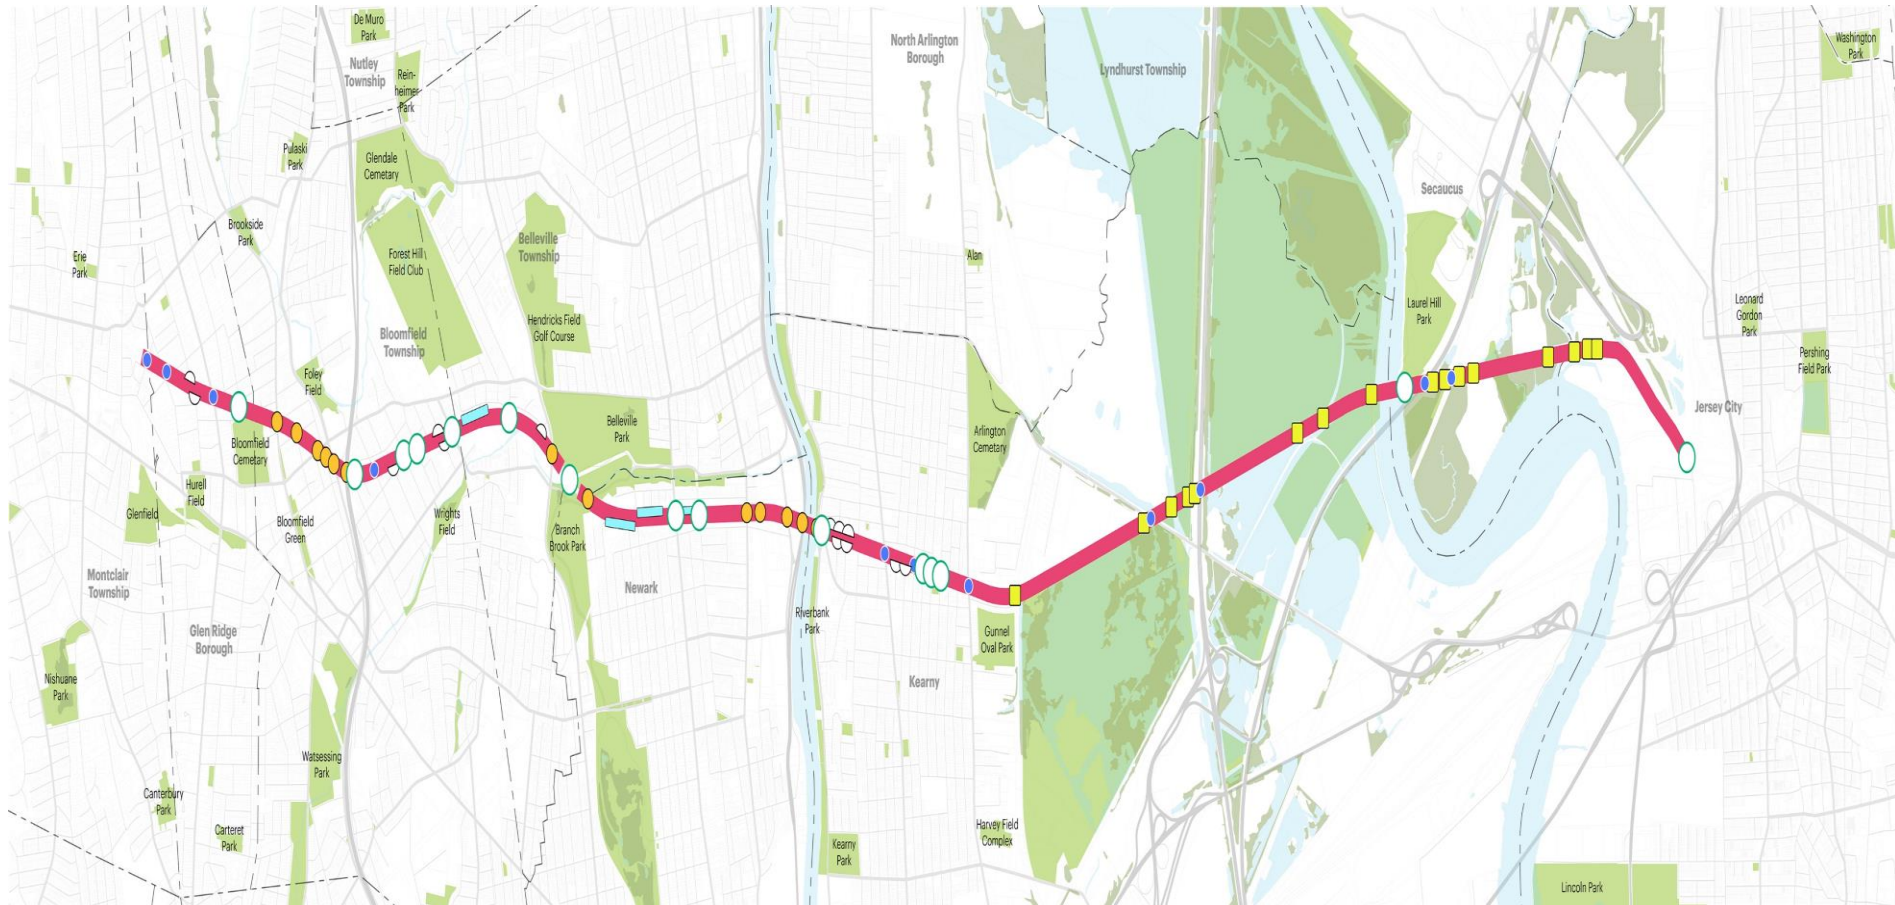 De Muro
Park
North Arlington
Borough
Washington
Park
Nutley
Township
Rein-
heimer
Park
Lyndhurst Township
Pulaski
Park
Glendale
Cemetary
Secaucus
Brookside
Park
Belleville
Township
Erie
Park
Forest Hill
Field Club
Alan
Laurel Hill
Park
Leonard
Gordon
Park
Hendricks Field
Golf Course
Bloomfield
Township
Pershing
Field Park
Foley
Field
Jersey City
Belleville
Park
Arlington
Cemetary
Bloomfield
Cemetary
Hurell
Field
Glenfield
Wrights
Field
Bloomfield
Green
Branch
Brook Park
Montclair
Township
Newark
Riverbank
Park
Glen Ridge
Borough
Gunnel
Oval Park
Kearny
Nishuane
Park
Watsessing
Park
Canterbury
Park
Carteret
Park
Harvey Field
Complex
Kearny
Park
Lincoln Park